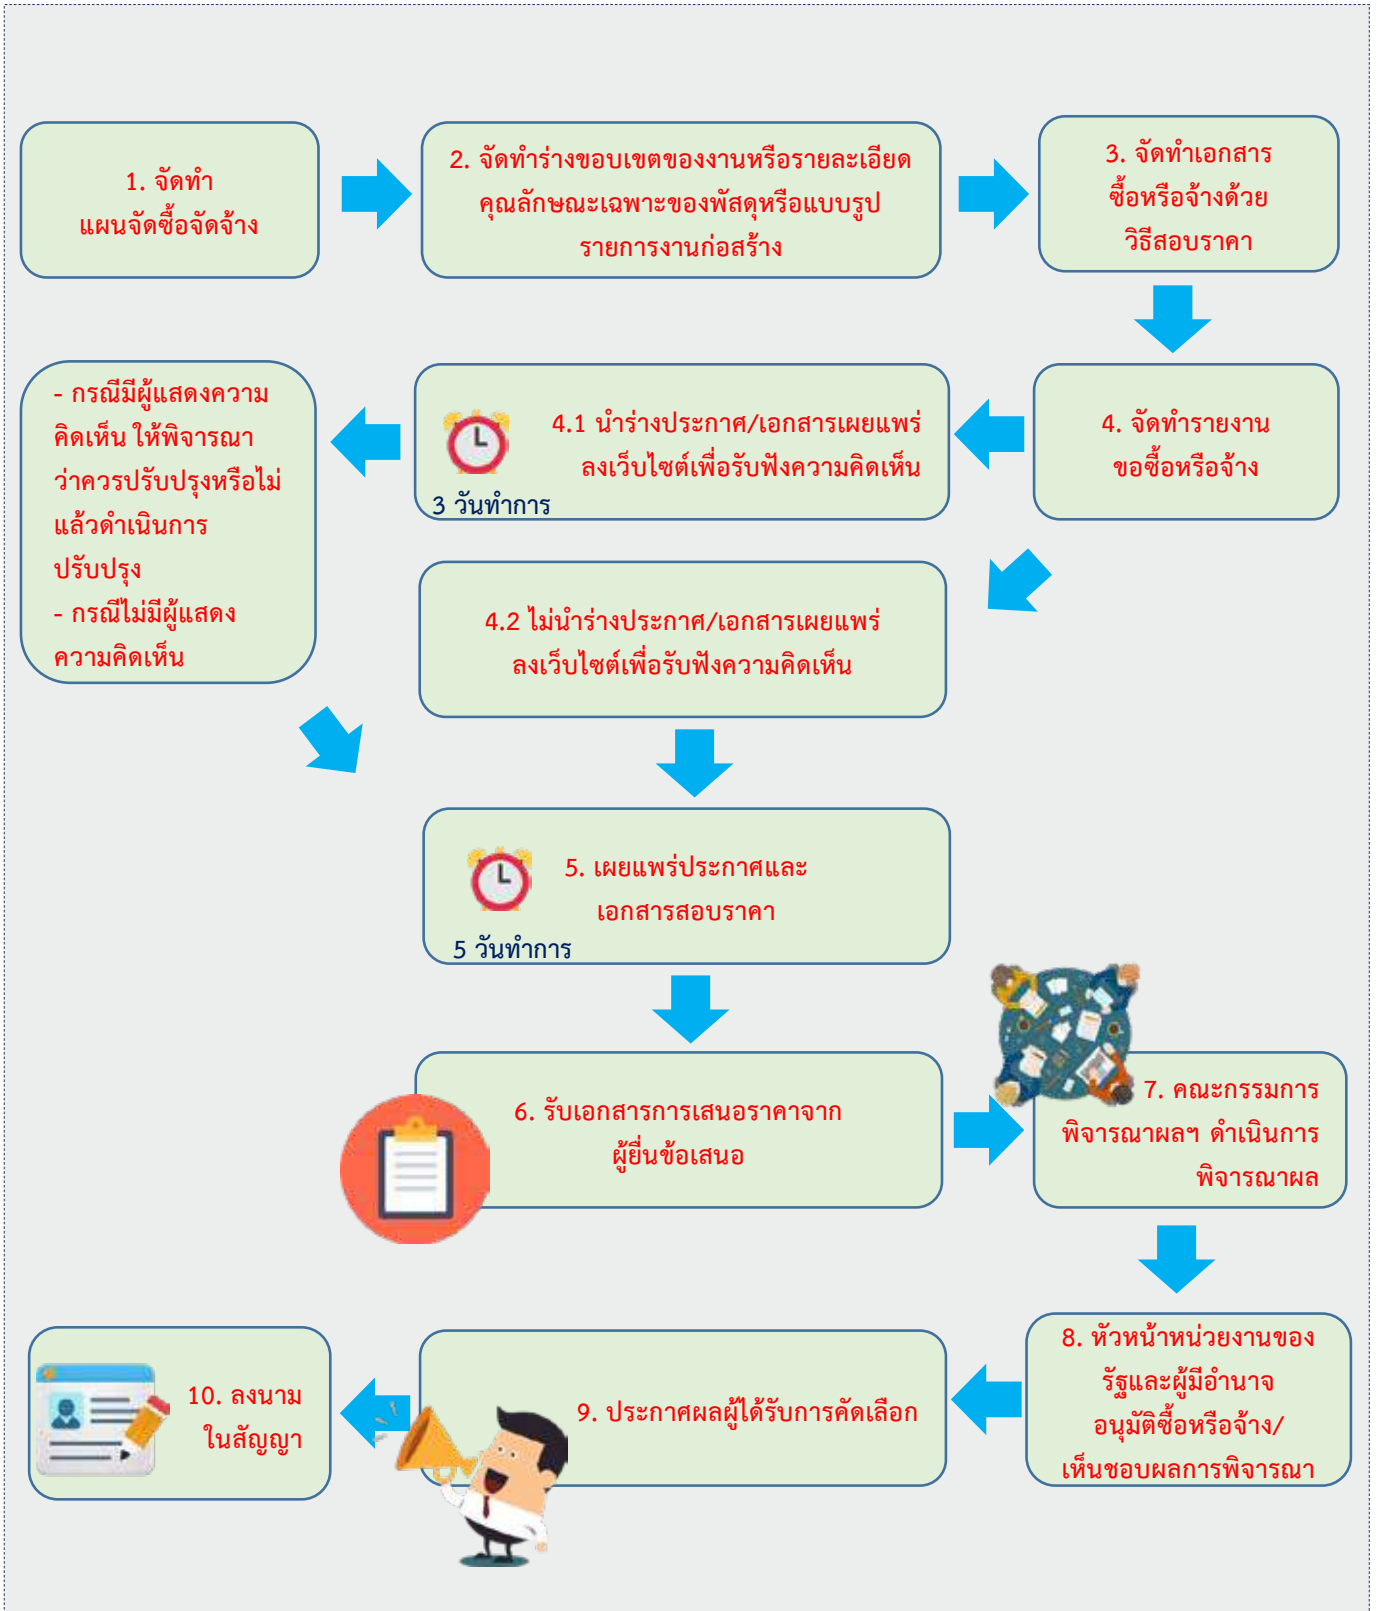 1. จัดทำ
แผนจัดซื้อจัดจ้าง
2. จัดทำร่างขอบเขตของงานหรือรายละเอียด
คุณลักษณะเฉพาะของพัสดุหรือแบบรูป
รายการงานก่อสร้าง
3. จัดทำเอกสาร
ซื้อหรือจ้างด้วย
วิธีสอบราคา
4. จัดทำรายงาน
ขอซื้อหรือจ้าง
4.1 นำร่างประกาศ/เอกสารเผยแพร่
ลงเว็บไซต์เพื่อรับฟังความคิดเห็น
3 วันทำการ
- กรณีมีผู้แสดงความ
คิดเห็น ให้พิจารณา
ว่าควรปรับปรุงหรือไม่
แล้วดำเนินการ
ปรับปรุง
- กรณีไม่มีผู้แสดง
ความคิดเห็น
4.2 ไม่นำร่างประกาศ/เอกสารเผยแพร่
ลงเว็บไซต์เพื่อรับฟังความคิดเห็น
5. เผยแพร่ประกาศและ
เอกสารสอบราคา
5 วันทำการ
6. รับเอกสารการเสนอราคาจาก
ผู้ยื่นข้อเสนอ
7. คณะกรรมการ
พิจารณาผลฯ ดำเนินการ
พิจารณาผล
8. หัวหน้าหน่วยงานของ
รัฐและผู้มีอำนาจ
อนุมัติซื้อหรือจ้าง/
เห็นชอบผลการพิจารณา
9. ประกาศผลผู้ได้รับการคัดเลือก
10. ลงนาม
ในสัญญา